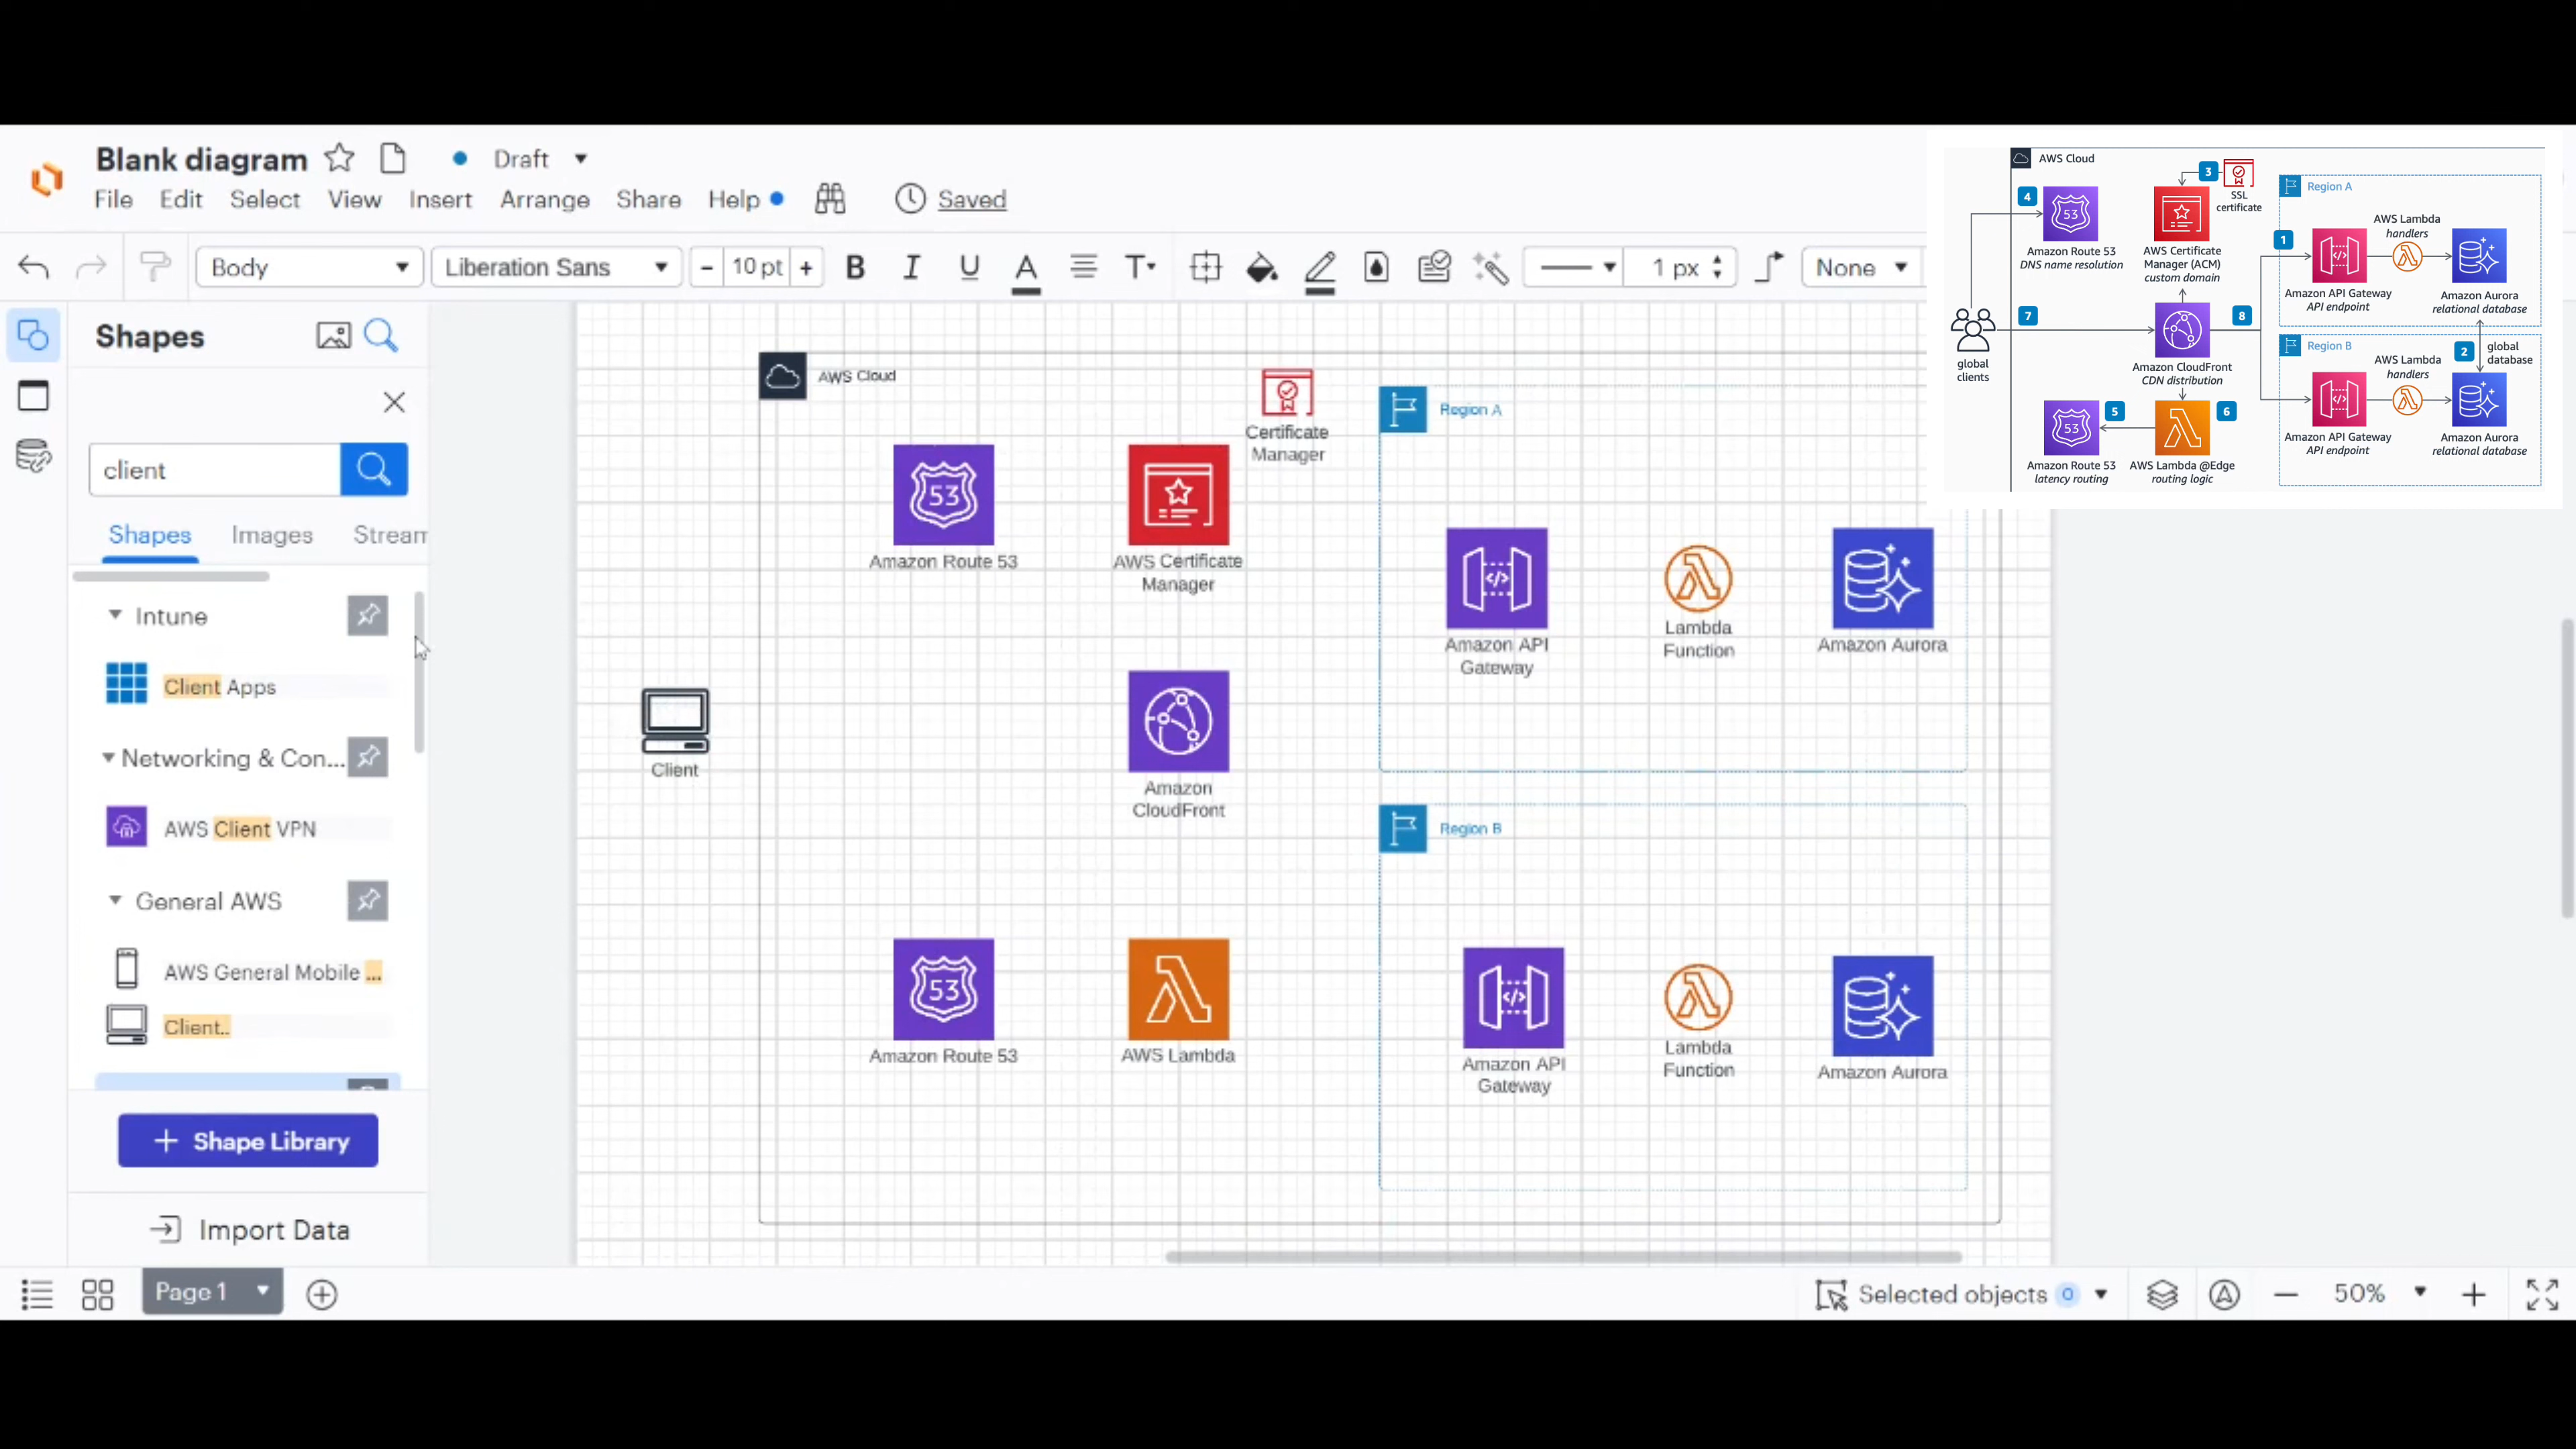 Blank diagram
Draft
File Edit Select View Insert Arrange Share Help Saved
Body
Liberation Sans
10 pt
B I U A T
1 px
None
Shapes
client
Shapes Images Stream
Intune
Client Apps
Networking & Con...
AWS Client VPN
General AWS
AWS General Mobile ...
Client..
+ Shape Library
Import Data
AWS Cloud
53
Amazon Route 53
AWS Certificate
Manager
Certificate
Manager
Region A
Amazon API
Gateway
Lambda
Function
Amazon Aurora
Client
Amazon
CloudFront
Region B
53
Amazon Route 53
AWS Lambda
Amazon API
Gateway
Lambda
Function
Amazon Aurora
AWS Cloud
4
53
Amazon Route 53
DNS name resolution
3
SSL
certificate
AWS Certificate
Manager (ACM)
custom domain
Region A
AWS Lambda
handlers
1
Amazon API Gateway
API endpoint
Amazon Aurora
relational database
7
8
global
clients
Amazon CloudFront
CDN distribution
Region B
AWS Lambda
handlers
2
global
database
5
6
53
Amazon Route 53
latency routing
AWS Lambda @Edge
routing logic
Amazon API Gateway
API endpoint
Amazon Aurora
relational database
Page 1
Selected objects 0
50%